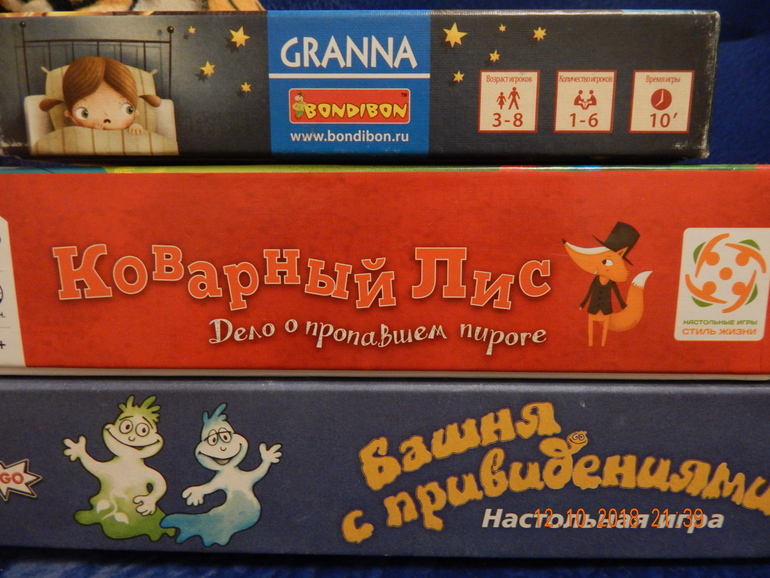 GRANNA
BONDIBON
www.bondibon.ru
Возраст игроков
3-8
Количество игроков
1-6
Время игры
10'
Коварный Лис
Дело о пропавшем пироге
НАСТОЛЬНЫЕ ИГРЫ
СТИЛЬ ЖИЗНИ
Башня
с привидениями
Настольная игра
12 10 2018 21:39
GO